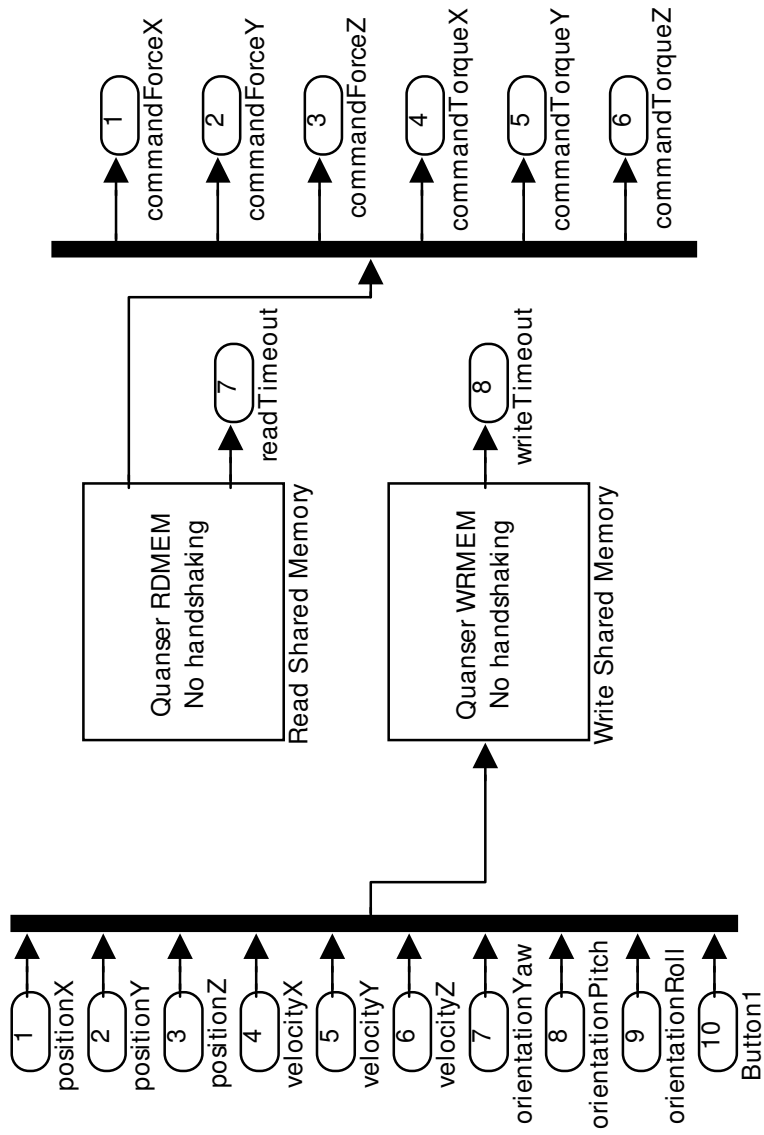 1
positionX
2
positionY
3
positionZ
4
velocityX
5
velocityY
6
velocityZ
7
orientationYaw
8
orientationPitch
9
orientationRoll
10
Button1
Quanser RDMEM
No handshaking
Read Shared Memory
7
readTimeout
Quanser WRMEM
No handshaking
Write Shared Memory
8
writeTimeout
1
commandForceX
2
commandForceY
3
commandForceZ
4
commandTorqueX
5
commandTorqueY
6
commandTorqueZ